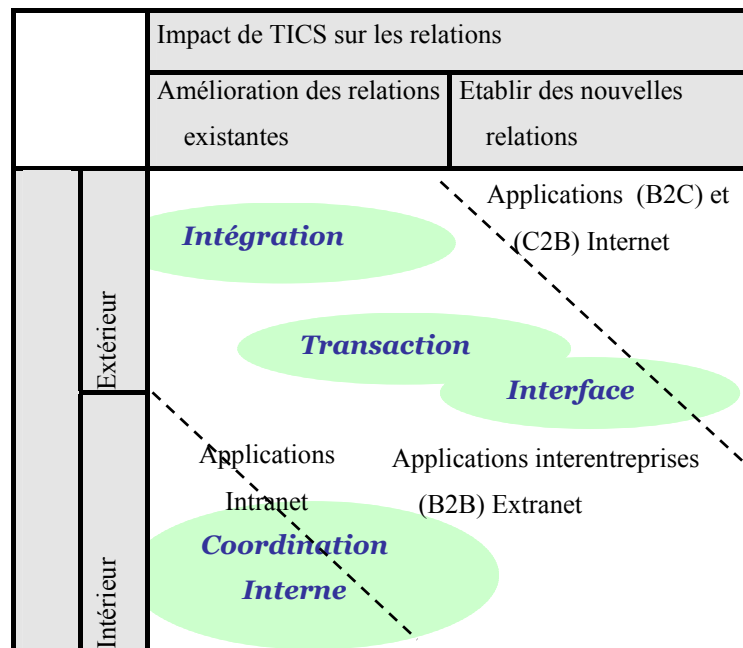 Impact de TICS sur les relations
Amélioration des relations
existantes
Etablir des nouvelles
relations
Extérieur
Applications (B2C) et
(C2B) Internet
Intégration
Transaction
Interface
Intérieur
Applications
Intranet
Applications interentreprises
(B2B) Extranet
Coordination
Interne